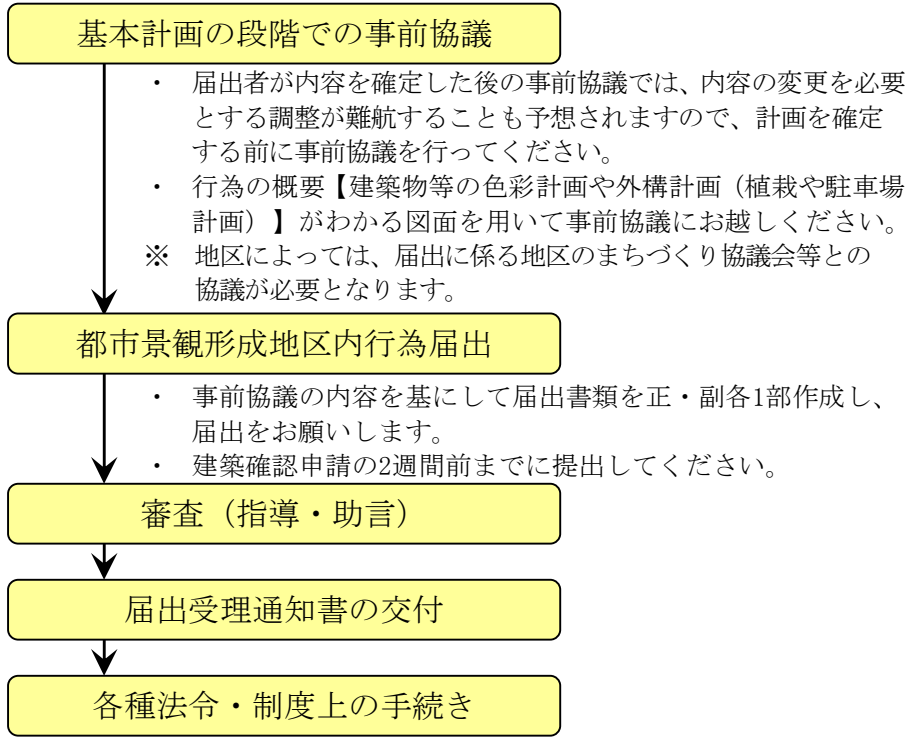 基本計画の段階での事前協議
・ 届出者が内容を確定した後の事前協議では、内容の変更を必要
とする調整が難航することも予想されますので、計画を確定
する前に事前協議を行ってください。
・ 行為の概要【建築物等の色彩計画や外構計画（植栽や駐車場
計画）】がわかる図面を用いて事前協議にお越しください。
※ 地区によっては、届出に係る地区のまちづくり協議会等との
協議が必要となります。
都市景観形成地区内行為届出
・ 事前協議の内容を基にして届出書類を正・副各1部作成し、
届出をお願いします。
・ 建築確認申請の2週間前までに提出してください。
審査（指導・助言）
届出受理通知書の交付
各種法令・制度上の手続き